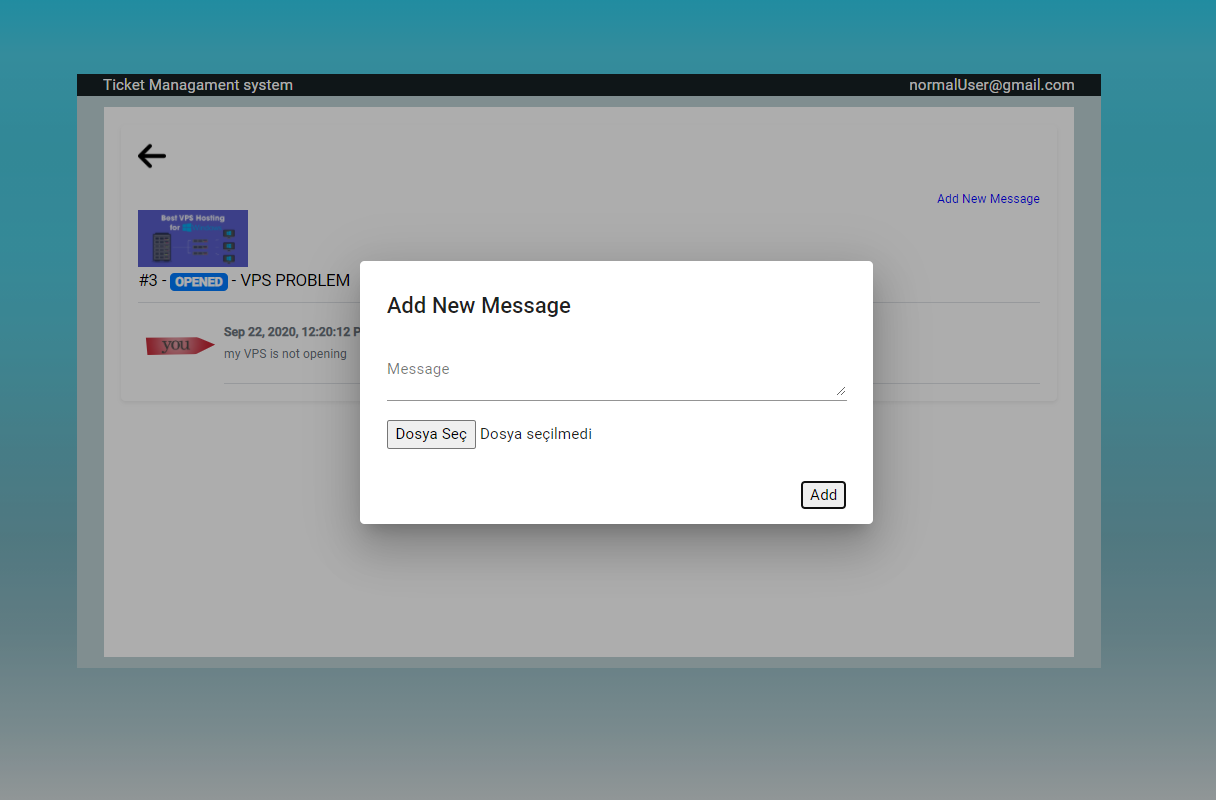 Ticket Managament system
normalUser@gmail.com
Add New Message
Best VPS Hosting
for
#3 - OPENED - VPS PROBLEM
Sep 22, 2020, 12:20:12 P
you
my VPS is not opening
Add New Message
Message
Dosya Seç Dosya seçilmedi
Add